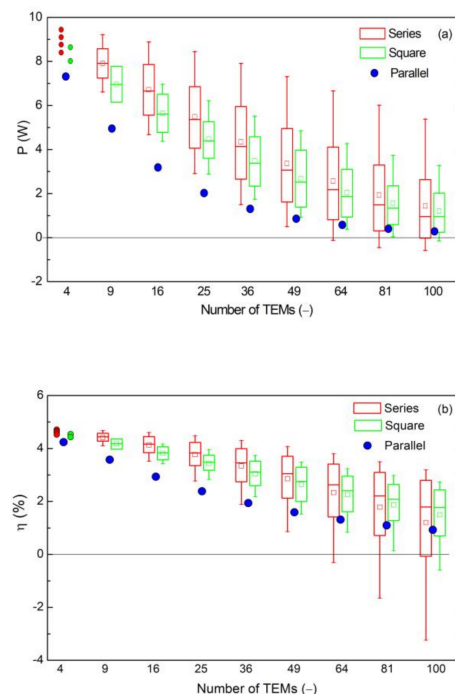 (a)
Series
Square
Parallel
P (W)
10
8
6
4
2
0
-2
4 9 16 25 36 49 64 81 100
Number of TEMs (–)
(b)
Series
Square
Parallel
η (%)
6
4
2
0
-2
-4
4 9 16 25 36 49 64 81 100
Number of TEMs (–)